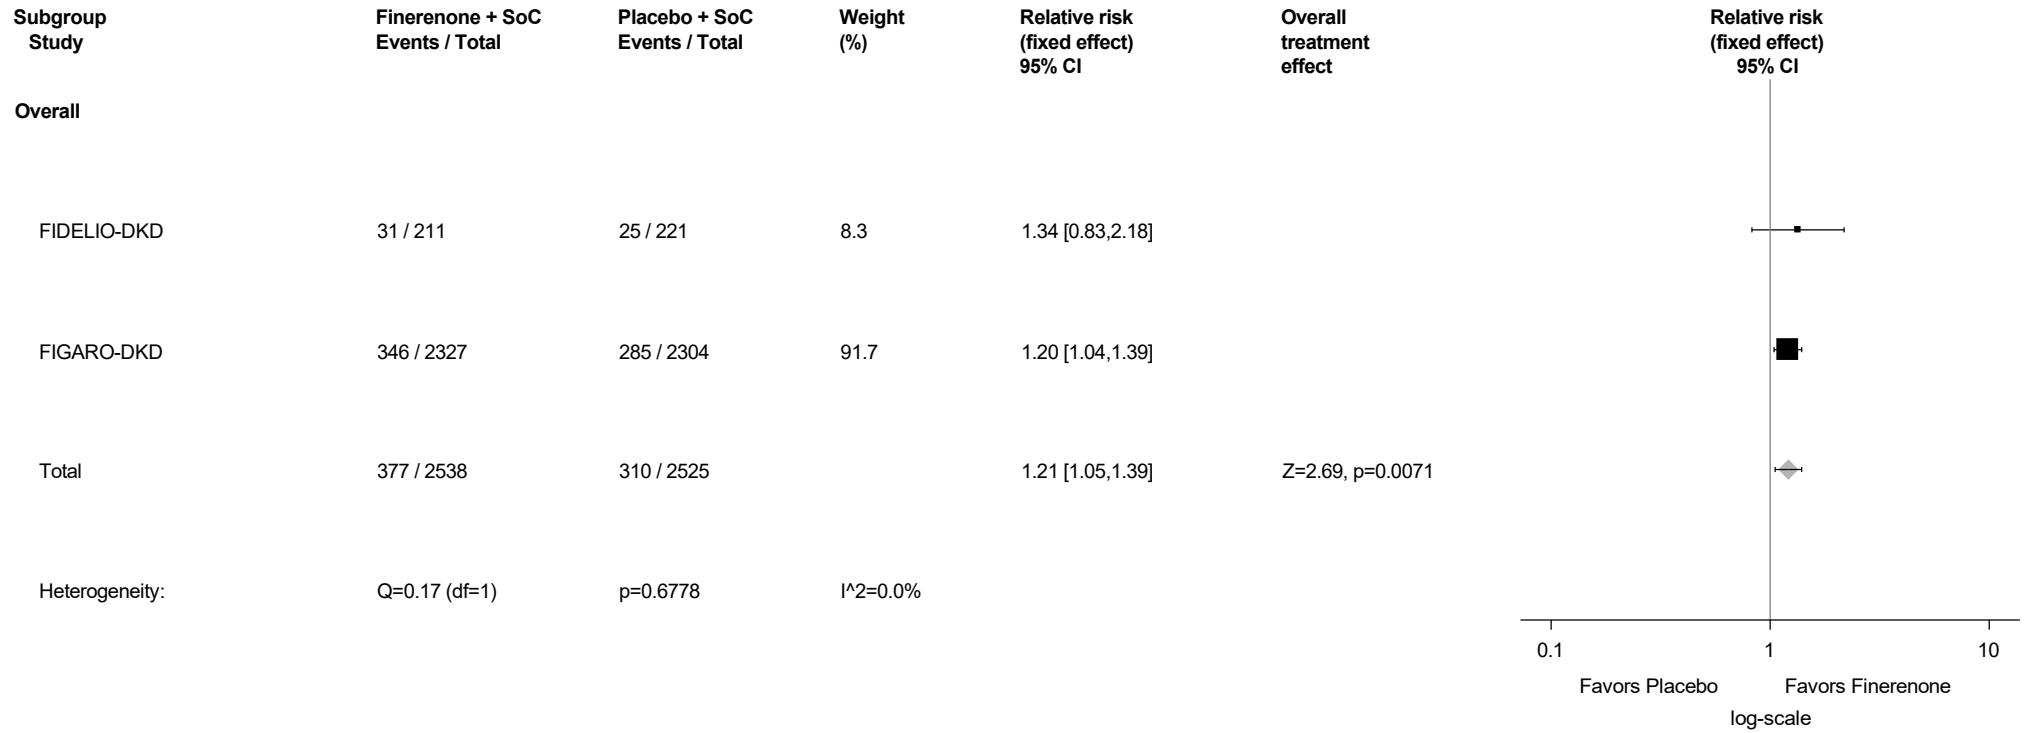 Subgroup Finerenone + SoC Placebo + SoC Weight Relative risk Overall Relative risk
Study Events / Total Events / Total (%) (fixed effect) treatment (fixed effect)
95% CI effect 95% CI
Overall
FIDELIO-DKD 31 / 211 25 / 221 8.3 1.34 [0.83,2.18]
FIGARO-DKD 346 / 2327 285 / 2304 91.7 1.20 [1.04,1.39]
Total 377 / 2538 310 / 2525 1.21 [1.05,1.39] Z=2.69, p=0.0071
Heterogeneity: Q=0.17 (df=1) p=0.6778 I^2=0.0%
0.1 1 10
Favors Placebo Favors Finerenone
log-scale